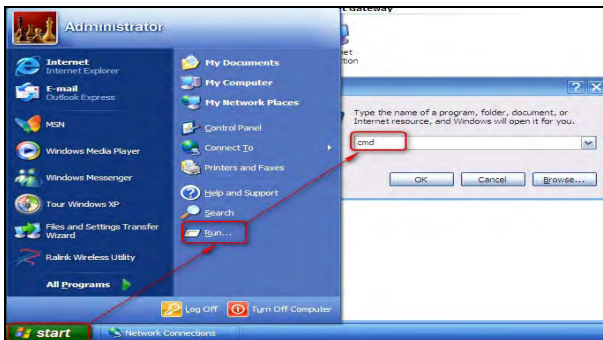 Administrator
Internet
Internet Explorer
E-mail
Outlook Express
MSN
Windows Media Player
Windows Messenger
Tour Windows XP
Files and Settings Transfer
Wizard
Ralink Wireless Utility
All Programs
My Documents
My Computer
My Network Places
Control Panel
Connect To
Printers and Faxes
Help and Support
Search
Run...
Log Off
Turn Off Computer
start
Network Connections
Gateway
Type the name of a program, folder, document, or
Internet resource, and Windows will open it for you.
cmd
OK
Cancel
Browse...